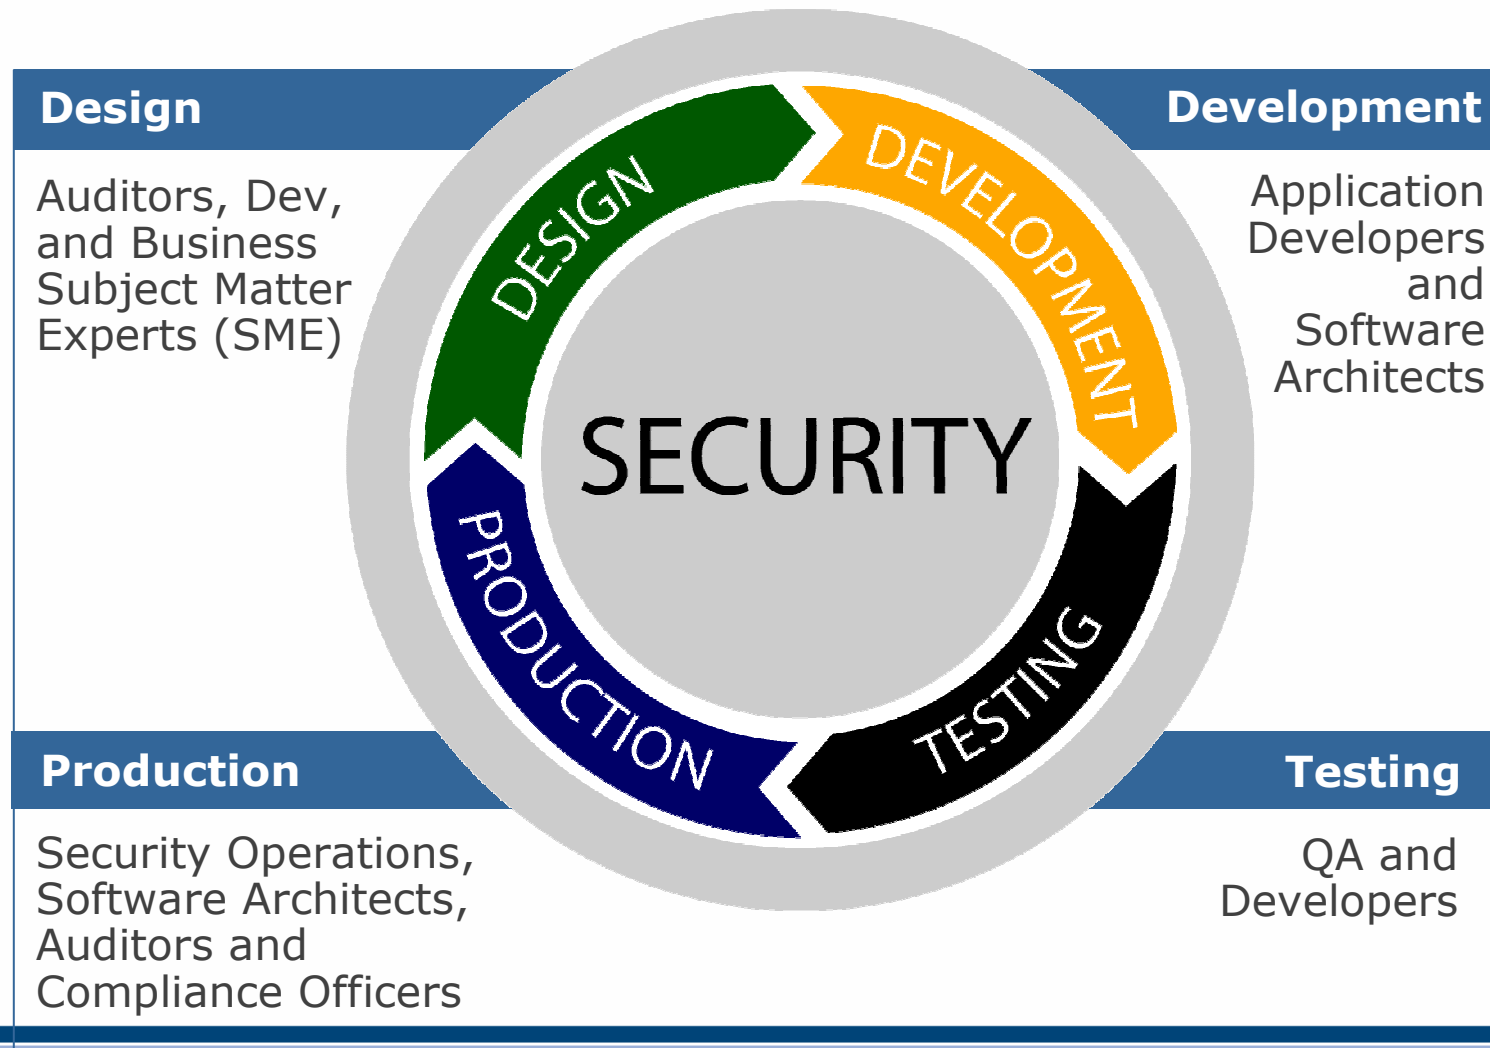 Design
Auditors, Dev,
and Business
Subject Matter
Experts (SME)
Development
Application
Developers
and
Software
Architects
DESIGN
DEVELOPMENT
SECURITY
TESTING
PRODUCTION
Production
Security Operations,
Software Architects,
Auditors and
Compliance Officers
Testing
QA and
Developers